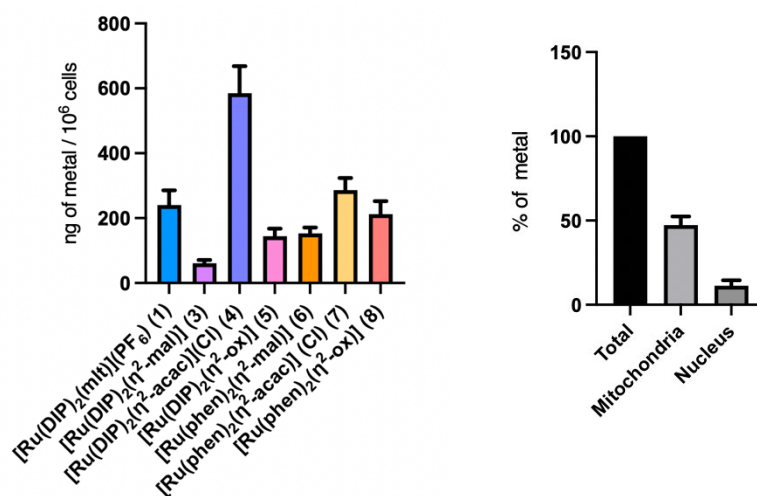 800
600
400
200
0
ng of metal / 10⁶ cells
[Ru(DIP)₂(mlt)](PF₆) (1)
[Ru(DIP)₂(η²-mal)] (3)
[Ru(DIP)₂(η²-acac)](Cl) (4)
[Ru(DIP)₂(η²-ox)] (5)
[Ru(phen)₂(η²-mal)] (6)
[Ru(phen)₂(η²-acac)] (Cl) (7)
[Ru(phen)₂(η²-ox)] (8)
150
100
50
0
% of metal
Total
Mitochondria
Nucleus